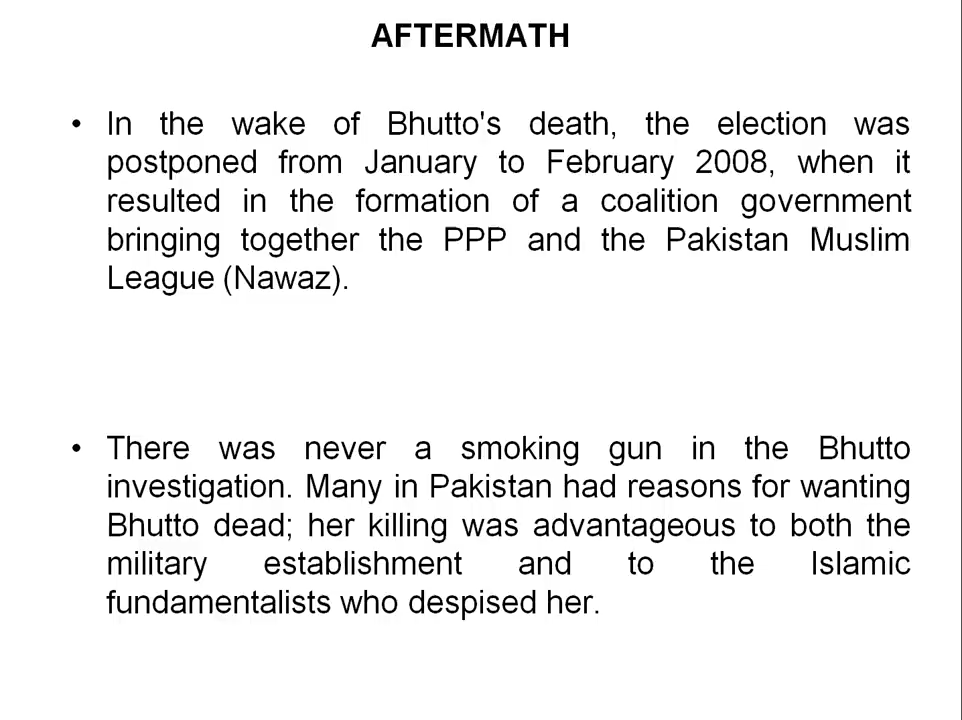 AFTERMATH
• In the wake of Bhutto's death, the election was
postponed from January to February 2008, when it
resulted in the formation of a coalition government
bringing together the PPP and the Pakistan Muslim
League (Nawaz).
• There was never a smoking gun in the Bhutto
investigation. Many in Pakistan had reasons for wanting
Bhutto dead; her killing was advantageous to both the
military establishment and to the Islamic
fundamentalists who despised her.